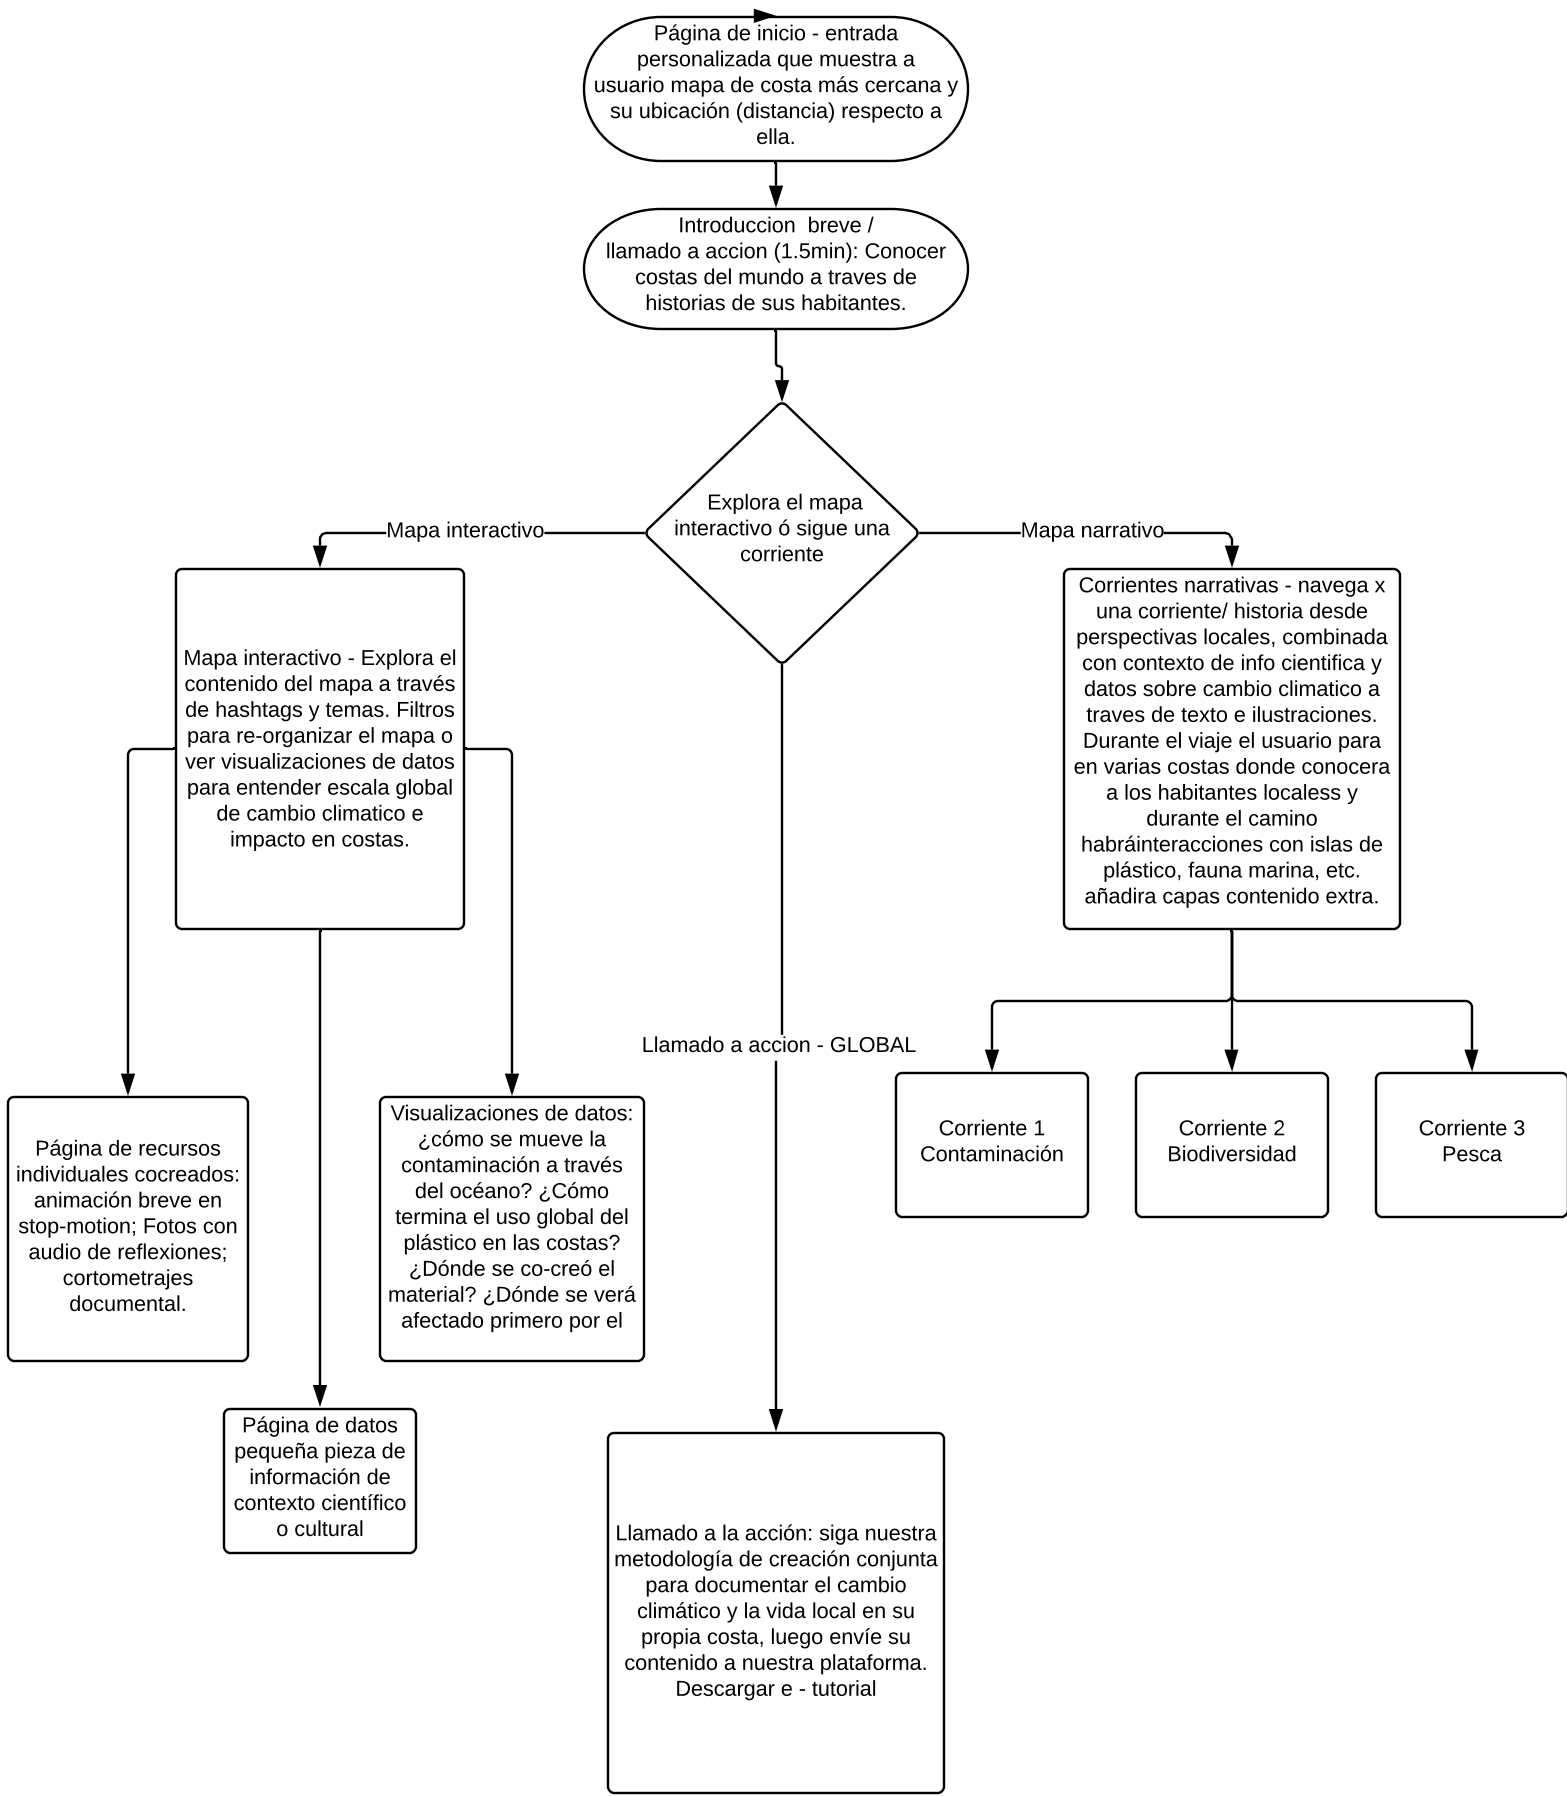 Página de inicio - entrada
personalizada que muestra a
usuario mapa de costa más cercana y
su ubicación (distancia) respecto a
ella.
Introduccion  breve /
llamado a accion (1.5min): Conocer
costas del mundo a traves de
historias de sus habitantes.
Explora el mapa
interactivo ó sigue una
corriente
Mapa interactivo
Mapa narrativo
Mapa interactivo - Explora el
contenido del mapa a través
de hashtags y temas. Filtros
para re-organizar el mapa o
ver visualizaciones de datos
para entender escala global
de cambio climatico e
impacto en costas.
Corrientes narrativas - navega x
una corriente/ historia desde
perspectivas locales, combinada
con contexto de info cientifica y
datos sobre cambio climatico a
traves de texto e ilustraciones.
Durante el viaje el usuario para
en varias costas donde conocera
a los habitantes localess y
durante el camino
habráinteracciones con islas de
plástico, fauna marina, etc.
añadira capas contenido extra.
Llamado a accion - GLOBAL
Página de recursos
individuales cocreados:
animación breve en
stop-motion; Fotos con
audio de reflexiones;
cortometrajes
documental.
Visualizaciones de datos:
¿cómo se mueve la
contaminación a través
del océano? ¿Cómo
termina el uso global del
plástico en las costas?
¿Dónde se co-creó el
material? ¿Dónde se verá
afectado primero por el
Corriente 1
Contaminación
Corriente 2
Biodiversidad
Corriente 3
Pesca
Página de datos
pequeña pieza de
información de
contexto científico
o cultural
Llamado a la acción: siga nuestra
metodología de creación conjunta
para documentar el cambio
climático y la vida local en su
propia costa, luego envíe su
contenido a nuestra plataforma.
Descargar e - tutorial